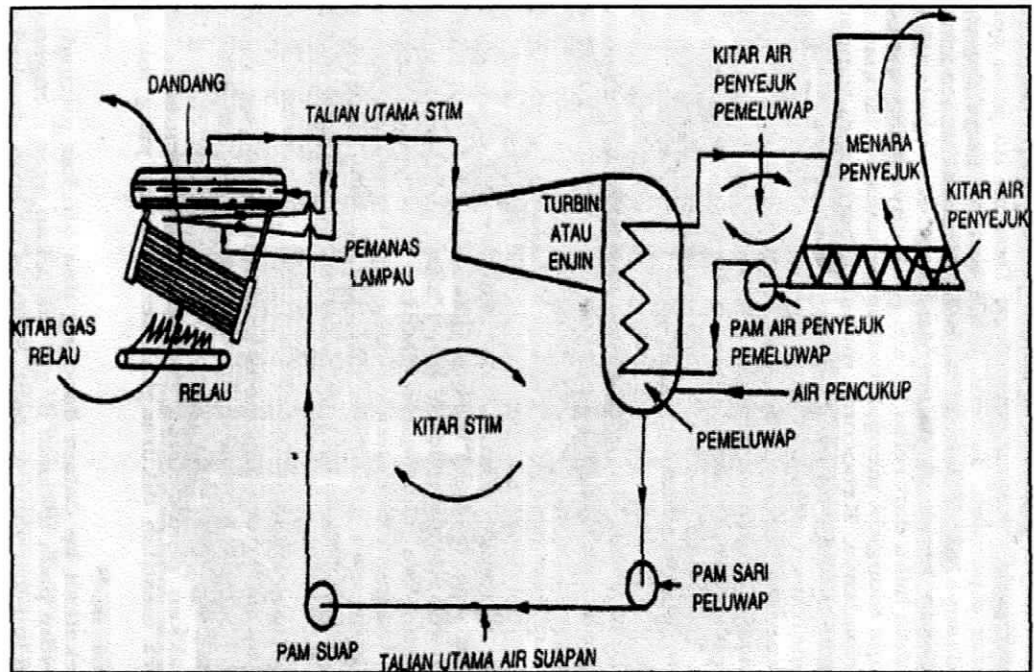 DANDANG
TALIAN UTAMA STIM
KITAR AIR
PENYEJUK
PEMELUWAP
MENARA
PENYEJUK
KITAR AIR
PENYEJUK
TURBIN
ATAU
ENJIN
PEMANAS
LAMPAU
KITAR GAS
RELAU
RELAU
PAM AIR PENYEJUK
PEMELUWAP
AIR PENCUKUP
KITAR STIM
PEMELUWAP
PAM SARI
PELUWAP
PAM SUAP
TALIAN UTAMA AIR SUAPAN